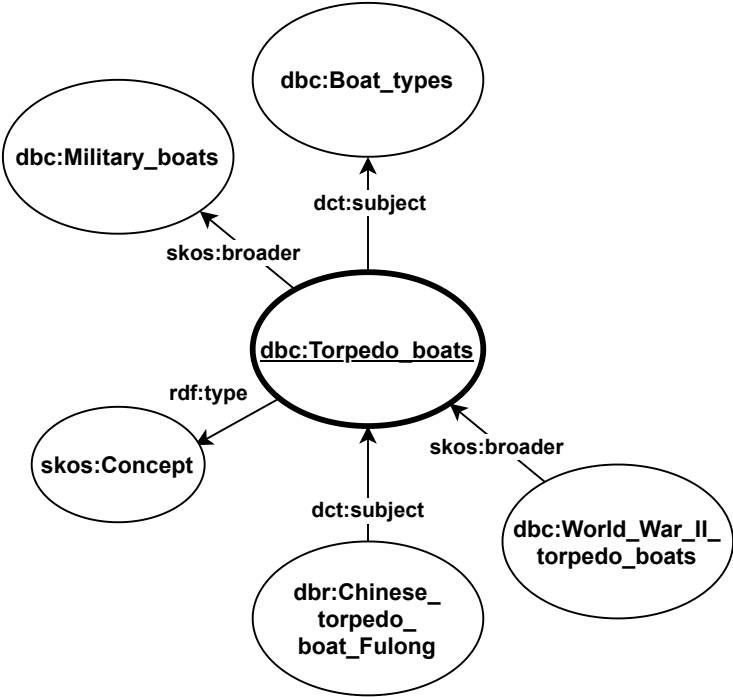 dbc:Boat_types
dbc:Military_boats
dct:subject
skos:broader
dbc:Torpedo_boats
rdf:type
skos:broader
skos:Concept
dct:subject
dbc:World_War_II_
torpedo_boats
dbr:Chinese_
torpedo_
boat_Fulong